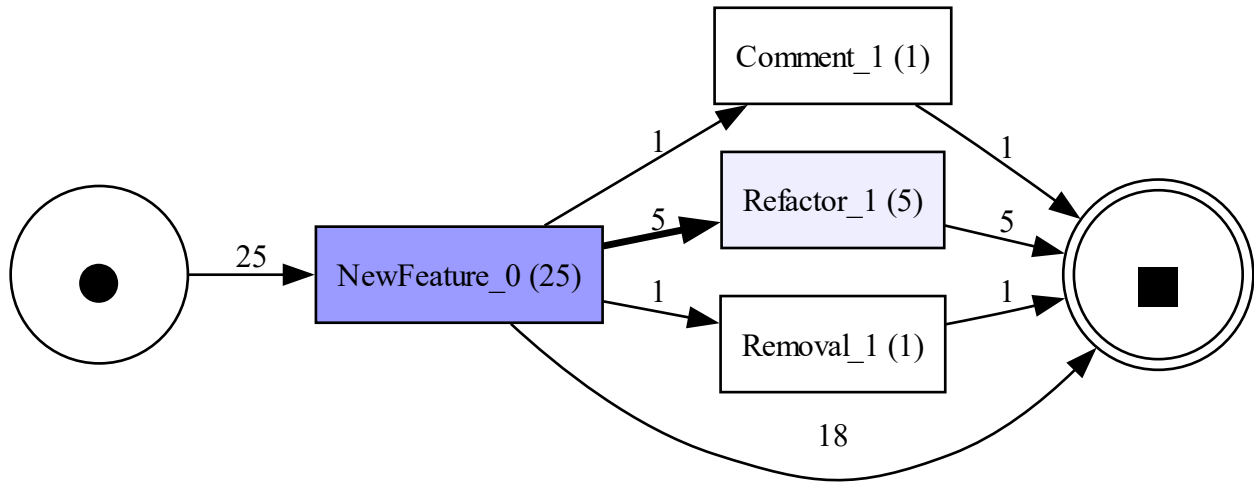 Comment_1 (1)
1
1
Refactor_1 (5)
5
5
25
NewFeature_0 (25)
1
1
Removal_1 (1)
18